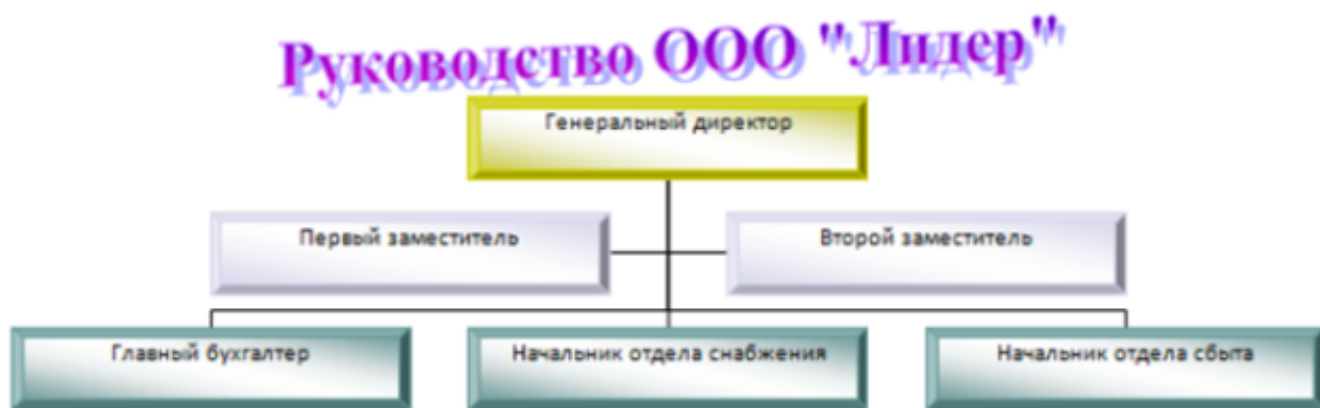 Руководство ООО "Лидер"
Генеральный директор
Первый заместитель
Второй заместитель
Главный бухгалтер
Начальник отдела снабжения
Начальник отдела сбыта